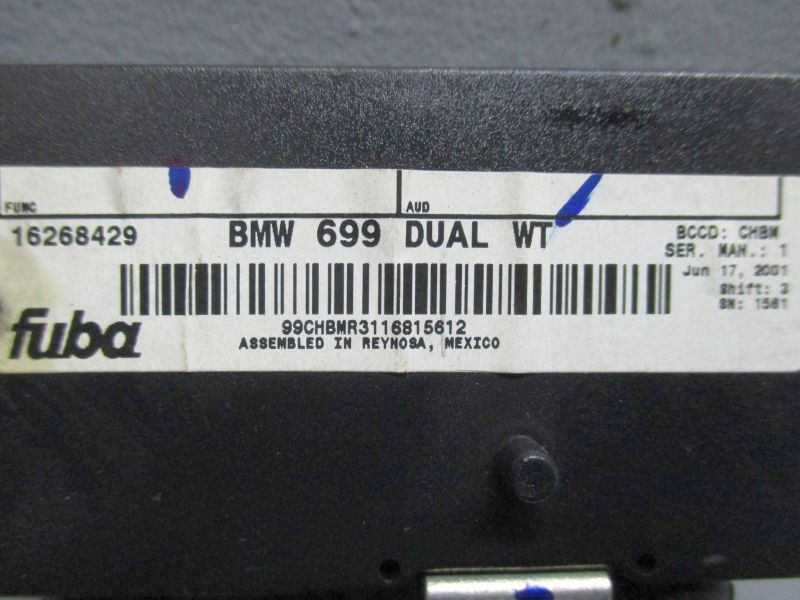 FUNC
AUD
16268429
BMW 699 DUAL WT
BCCD: CHBM
SER. MAN.: 1
Jun 17, 2001
Shift: 3
SN: 1561
fuba
99CHBMR3116815612
ASSEMBLED IN REYNOSA, MEXICO